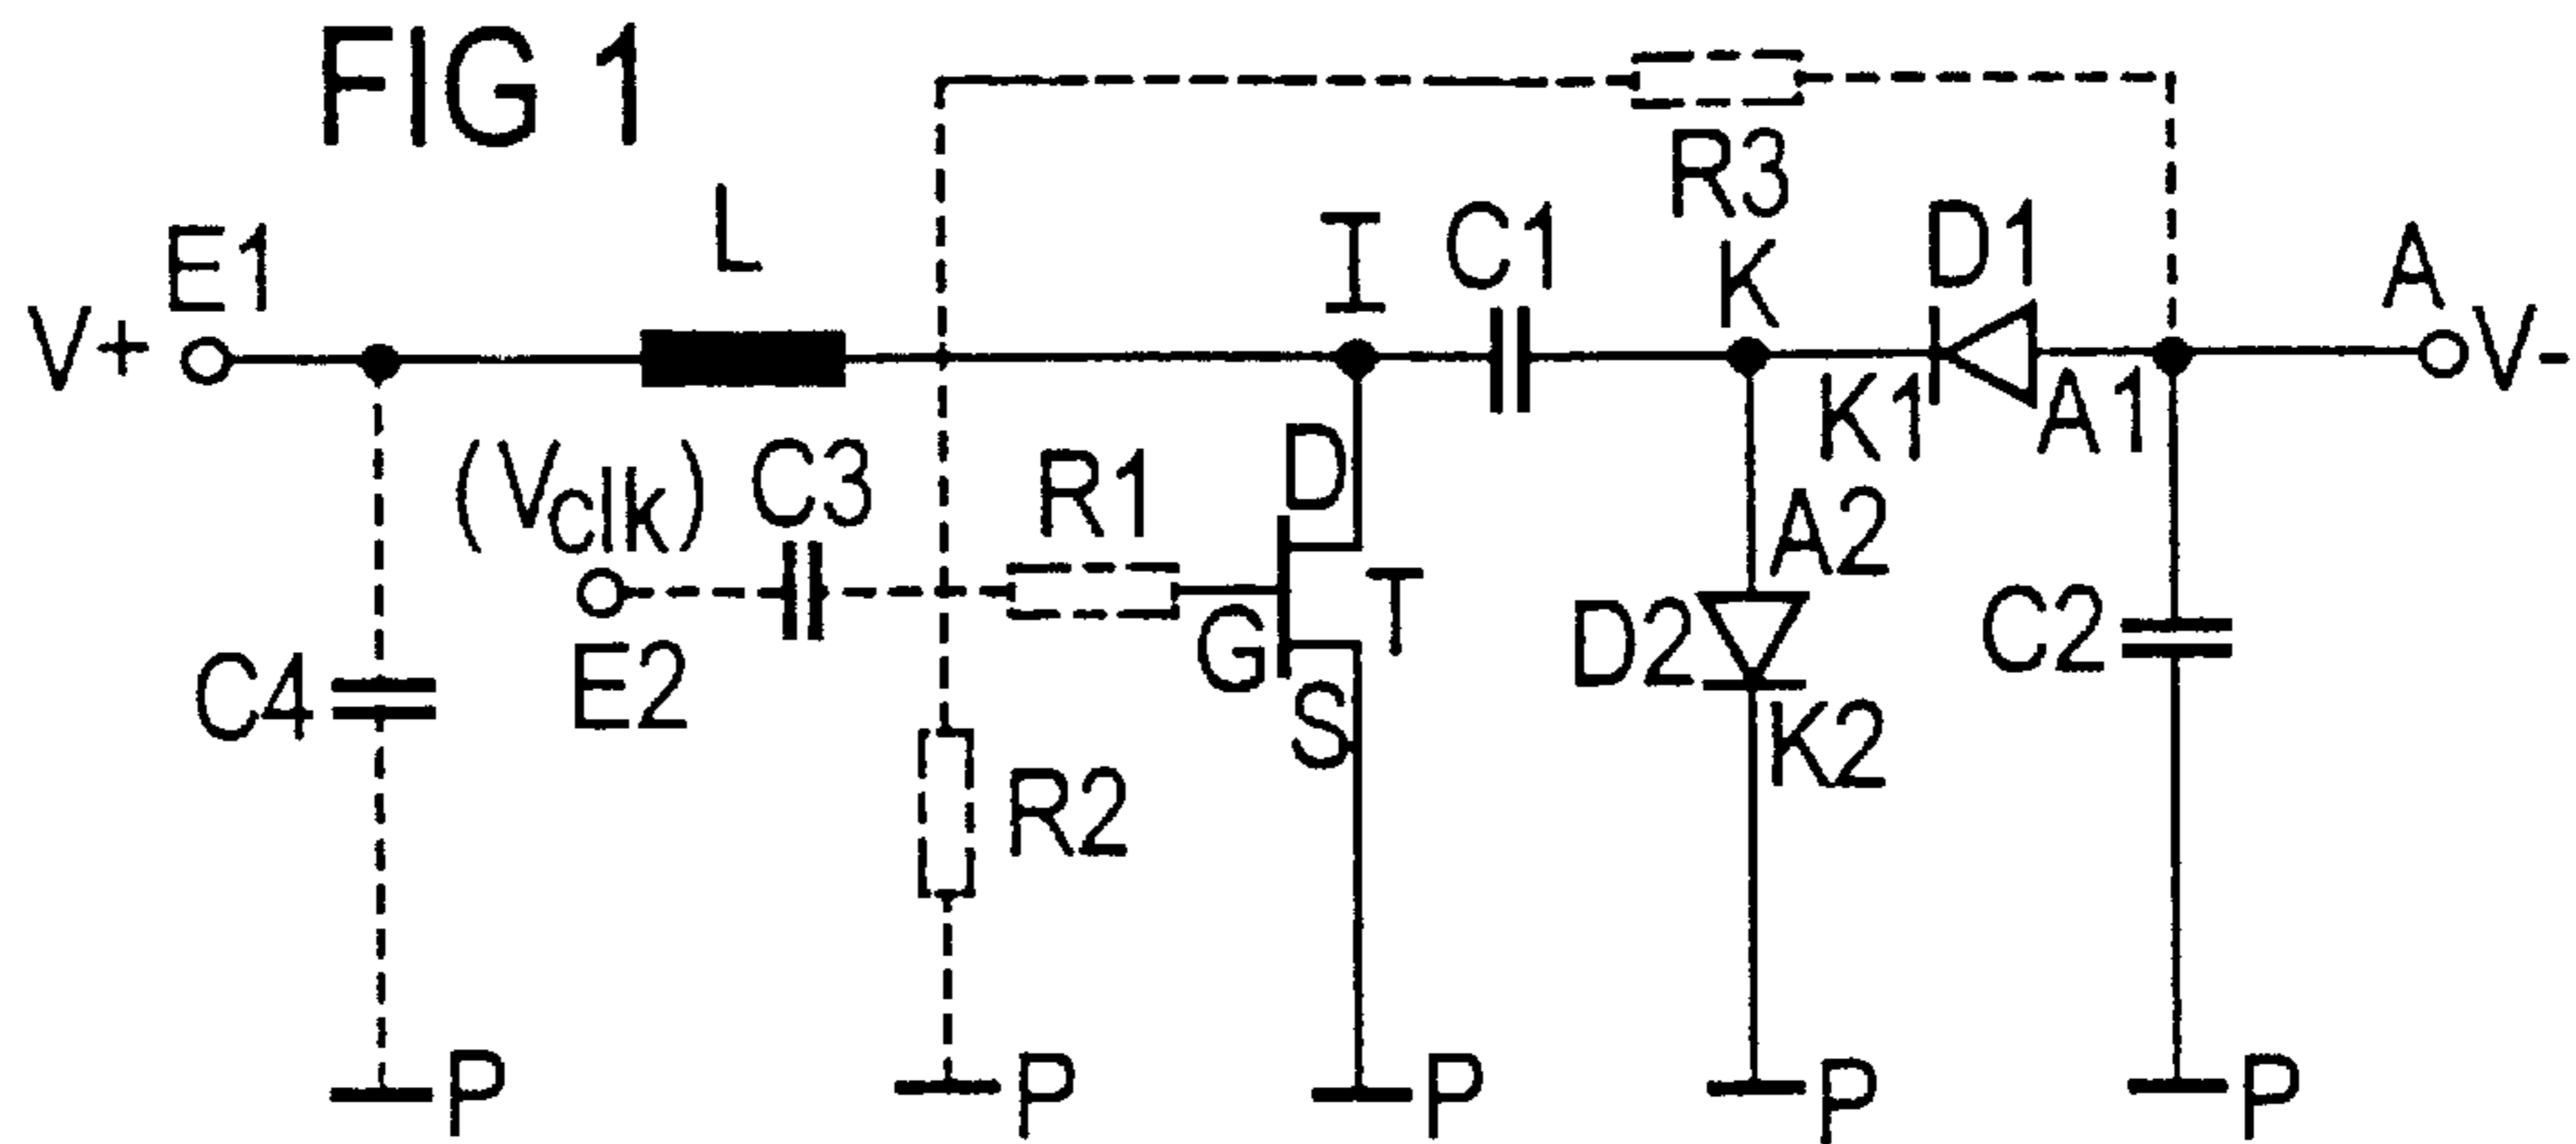 FIG 1
R3
L
E1
I
C1
K
D1
A
V+
V-
K1
A1
(Vclk)
C3
R1
D
A2
T
G
D2
C2
E2
C4
S
K2
R2
P
P
P
P
P